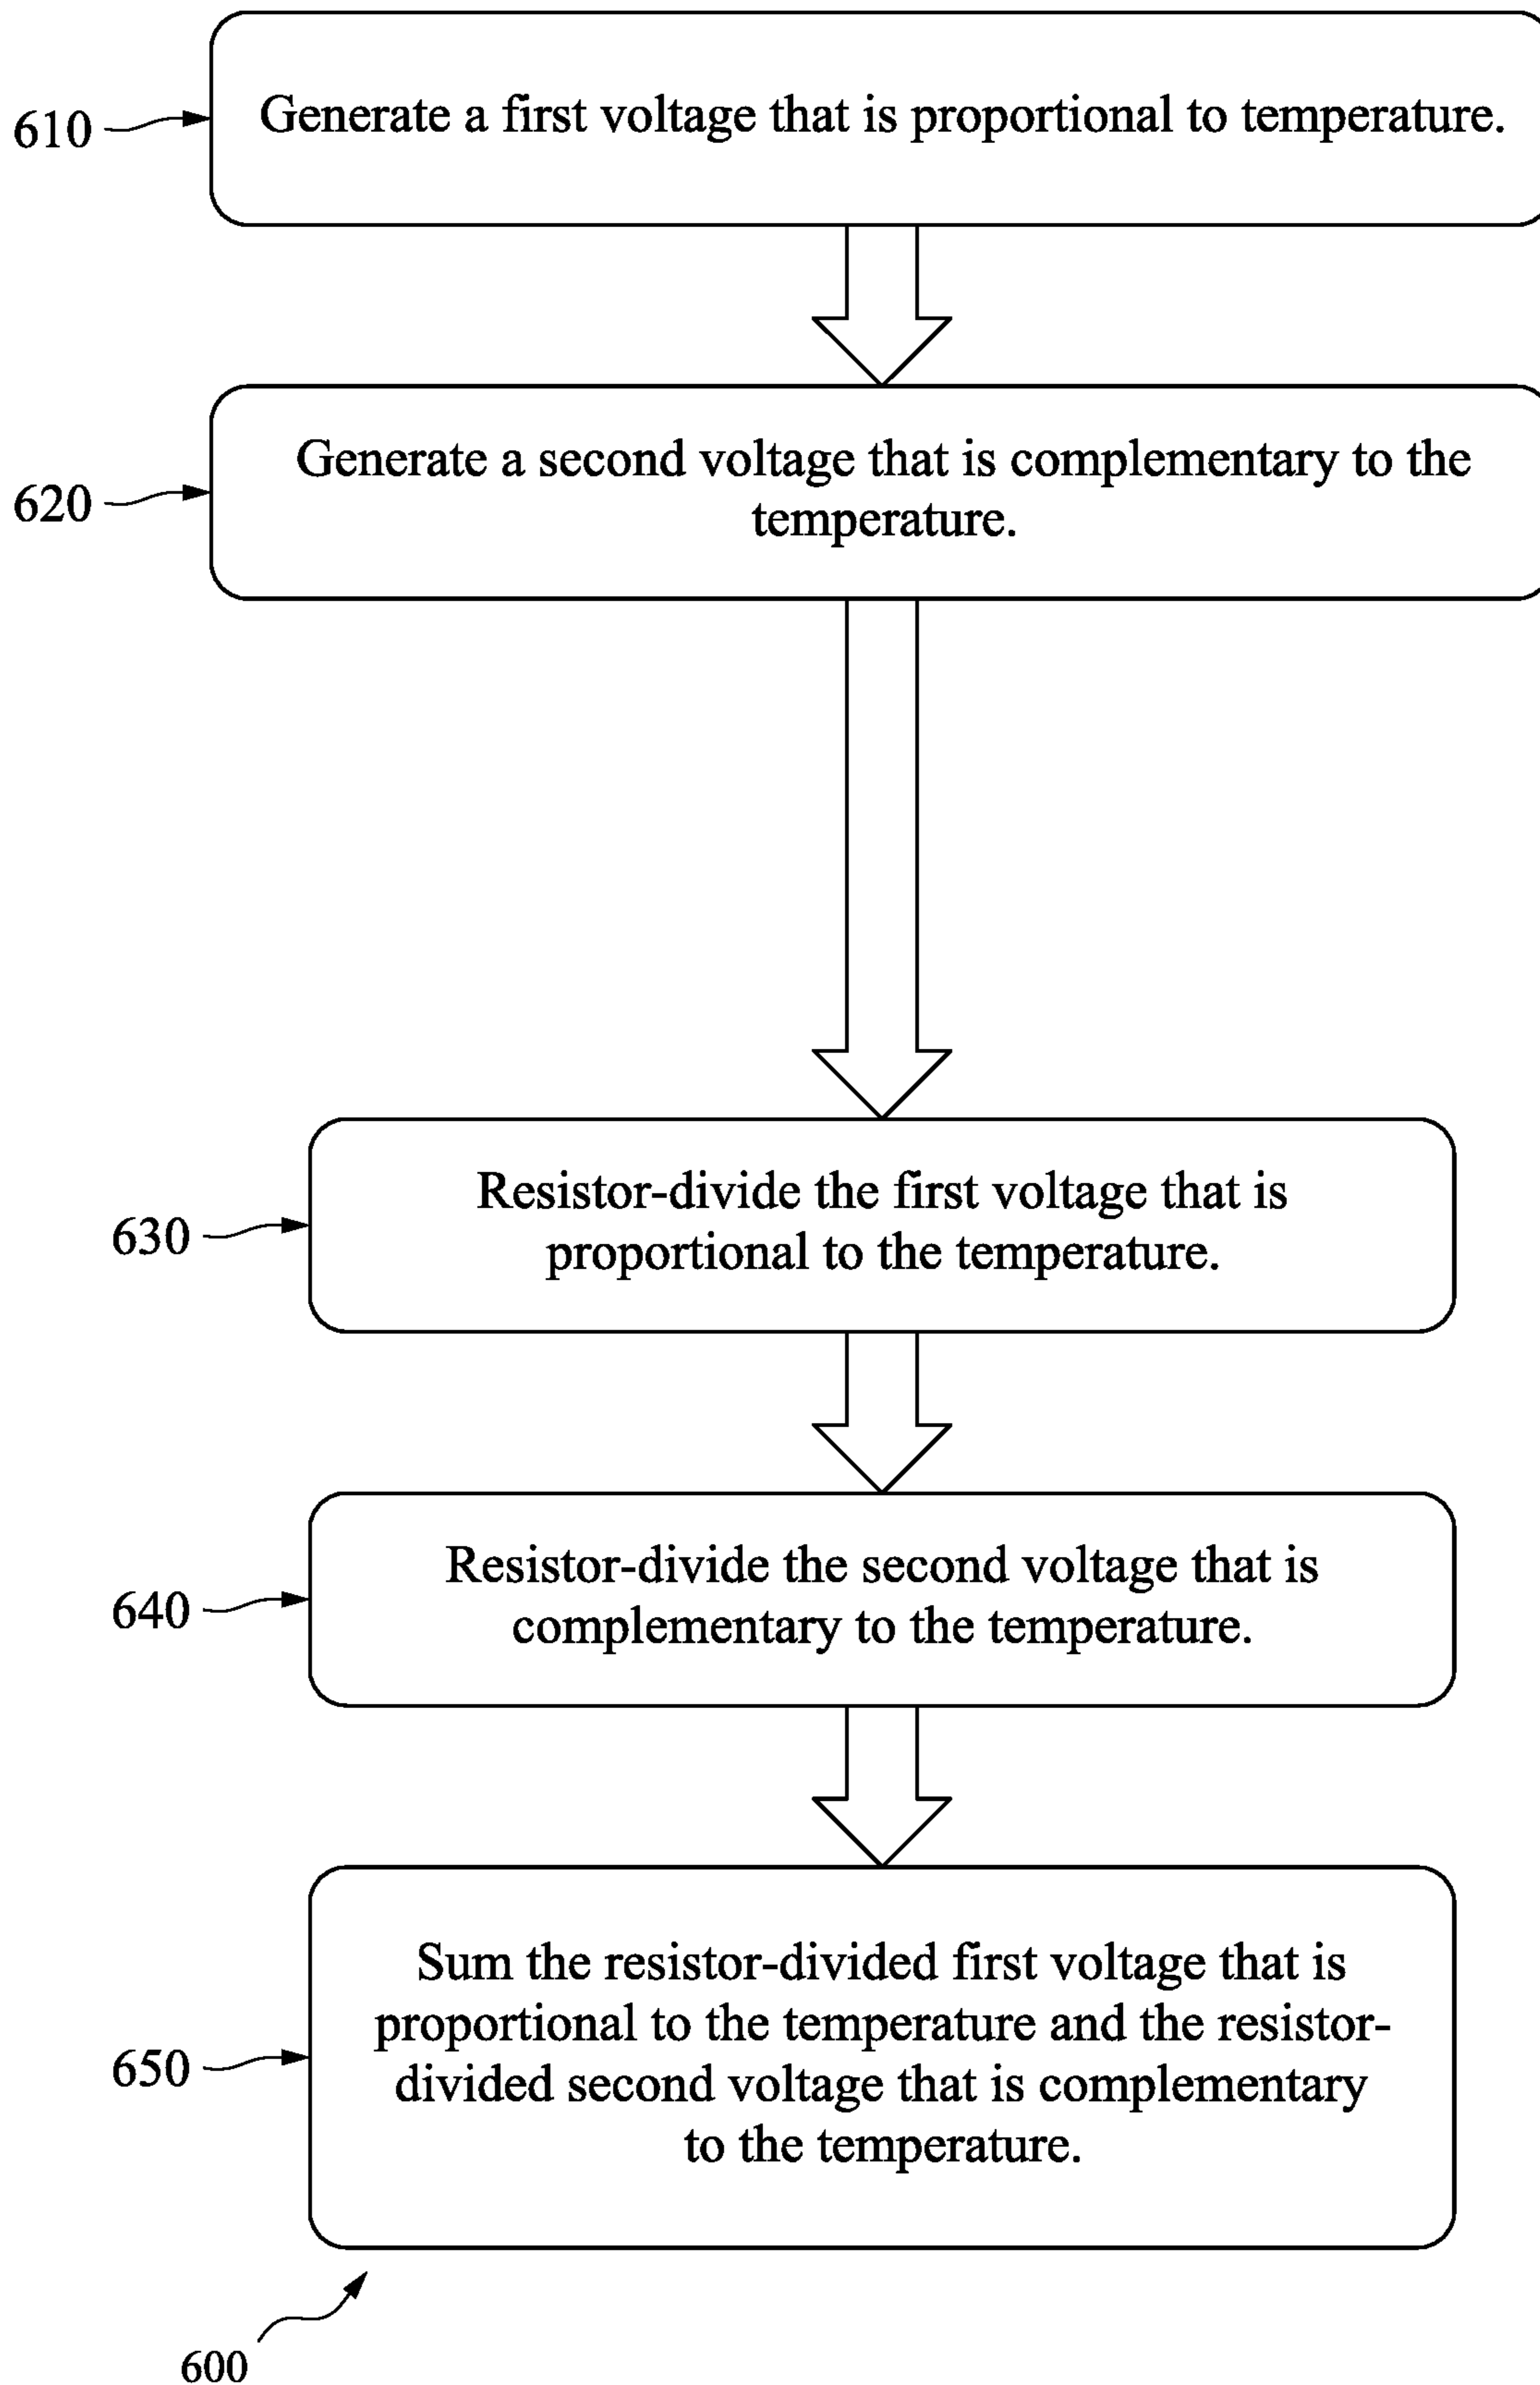 610
Generate a first voltage that is proportional to temperature.
620
Generate a second voltage that is complementary to the
temperature.
630
Resistor-divide the first voltage that is
proportional to the temperature.
640
Resistor-divide the second voltage that is
complementary to the temperature.
650
Sum the resistor-divided first voltage that is
proportional to the temperature and the resistor-
divided second voltage that is complementary
to the temperature.
600